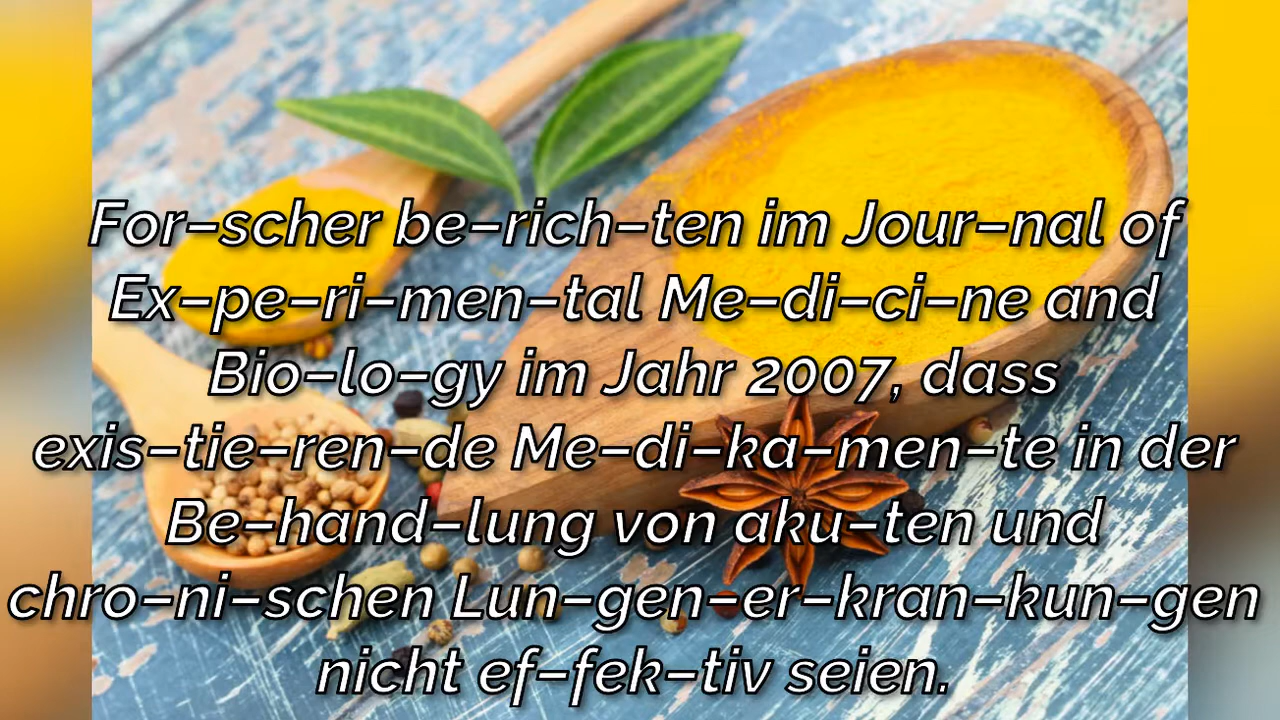 For–scher be–rich–ten im Jour–nal of
Ex–pe–ri–men–tal Me–di–ci–ne and
Bio–lo–gy im Jahr 2007, dass
exis–tie–ren–de Me–di–ka–men–te in der
Be–hand–lung von aku–ten und
chro–ni–schen Lun–gen–er–kran–kun–gen
nicht ef–fek–tiv seien.